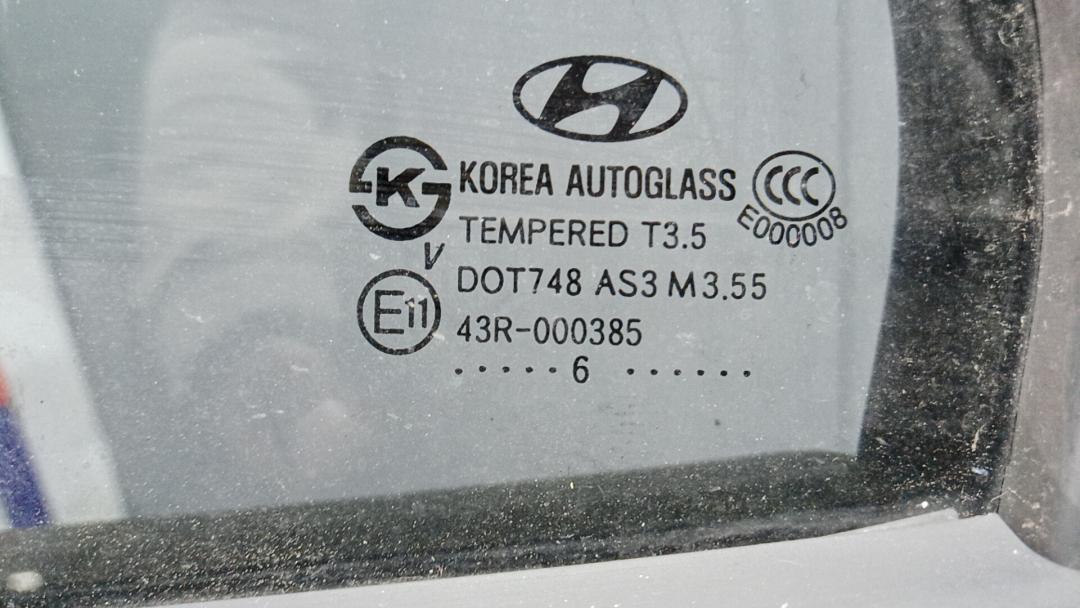 KOREA AUTOGLASS
CCC
E000008
K
TEMPERED T3.5
V
DOT748 AS3 M3.55
E11
43R-000385
.....6 ......